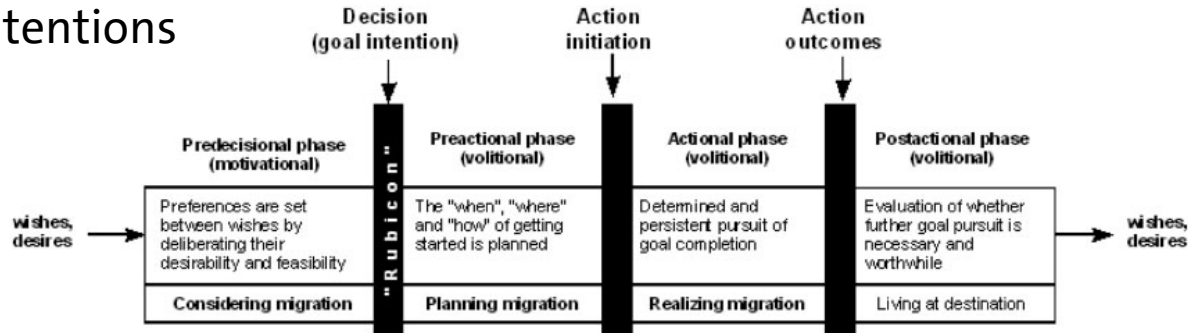 tentions
Decision
(goal intention)
Action
initiation
Action
outcomes
Predecisional phase
(motivational)
"Rubicon"
Preactional phase
(volitional)
Actional phase
(volitional)
Postactional phase
(volitional)
wishes,
desires
Preferences are set
between wishes by
deliberating their
desirability and feasibility
The "when", "where"
and "how" of getting
started is planned
Determined and
persistent pursuit of
goal completion
Evaluation of whether
further goal pursuit is
necessary and
worthwhile
wishes,
desires
Considering migration
Planning migration
Realizing migration
Living at destination